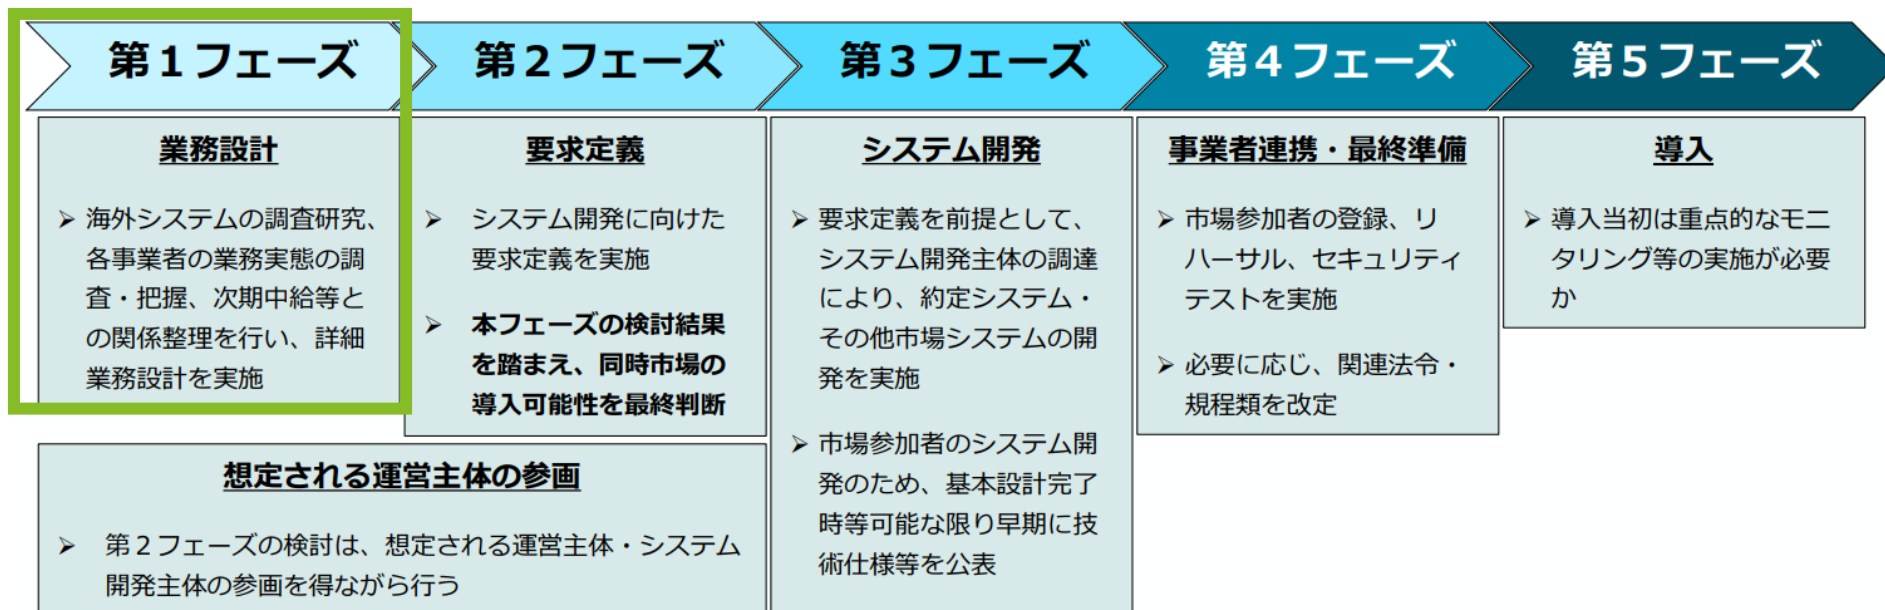 第１フェーズ
第２フェーズ
第３フェーズ
第４フェーズ
第５フェーズ
業務設計
➢ 海外システムの調査研究、
各事業者の業務実態の調
査・把握、次期中給等と
の関係整理を行い、詳細
業務設計を実施
要求定義
➢ システム開発に向けた
要求定義を実施
➢ 本フェーズの検討結果
を踏まえ、同時市場の
導入可能性を最終判断
想定される運営主体の参画
➢ 第２フェーズの検討は、想定される運営主体・システム
開発主体の参画を得ながら行う
システム開発
➢ 要求定義を前提として、
システム開発主体の調達
により、約定システム・
その他市場システムの開
発を実施
➢ 市場参加者のシステム開
発のため、基本設計完了
時等可能な限り早期に技
術仕様等を公表
事業者連携・最終準備
➢ 市場参加者の登録、リ
ハーサル、セキュリティ
テストを実施
➢ 必要に応じ、関連法令・
規程類を改定
導入
➢ 導入当初は重点的なモニ
タリング等の実施が必要
か